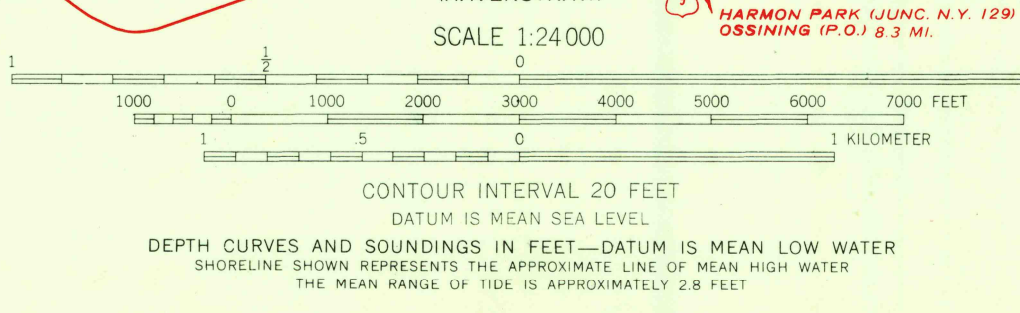 HARMON PARK (JUNC. N.Y. 129)
OSSINING (P.O.) 8.3 MI.
SCALE 1:24 000
1 ½ 0
1000 0 1000 2000 3000 4000 5000 6000 7000 FEET
1 .5 0 1 KILOMETER
CONTOUR INTERVAL 20 FEET
DATUM IS MEAN SEA LEVEL
DEPTH CURVES AND SOUNDINGS IN FEET—DATUM IS MEAN LOW WATER
SHORELINE SHOWN REPRESENTS THE APPROXIMATE LINE OF MEAN HIGH WATER
THE MEAN RANGE OF TIDE IS APPROXIMATELY 2.8 FEET